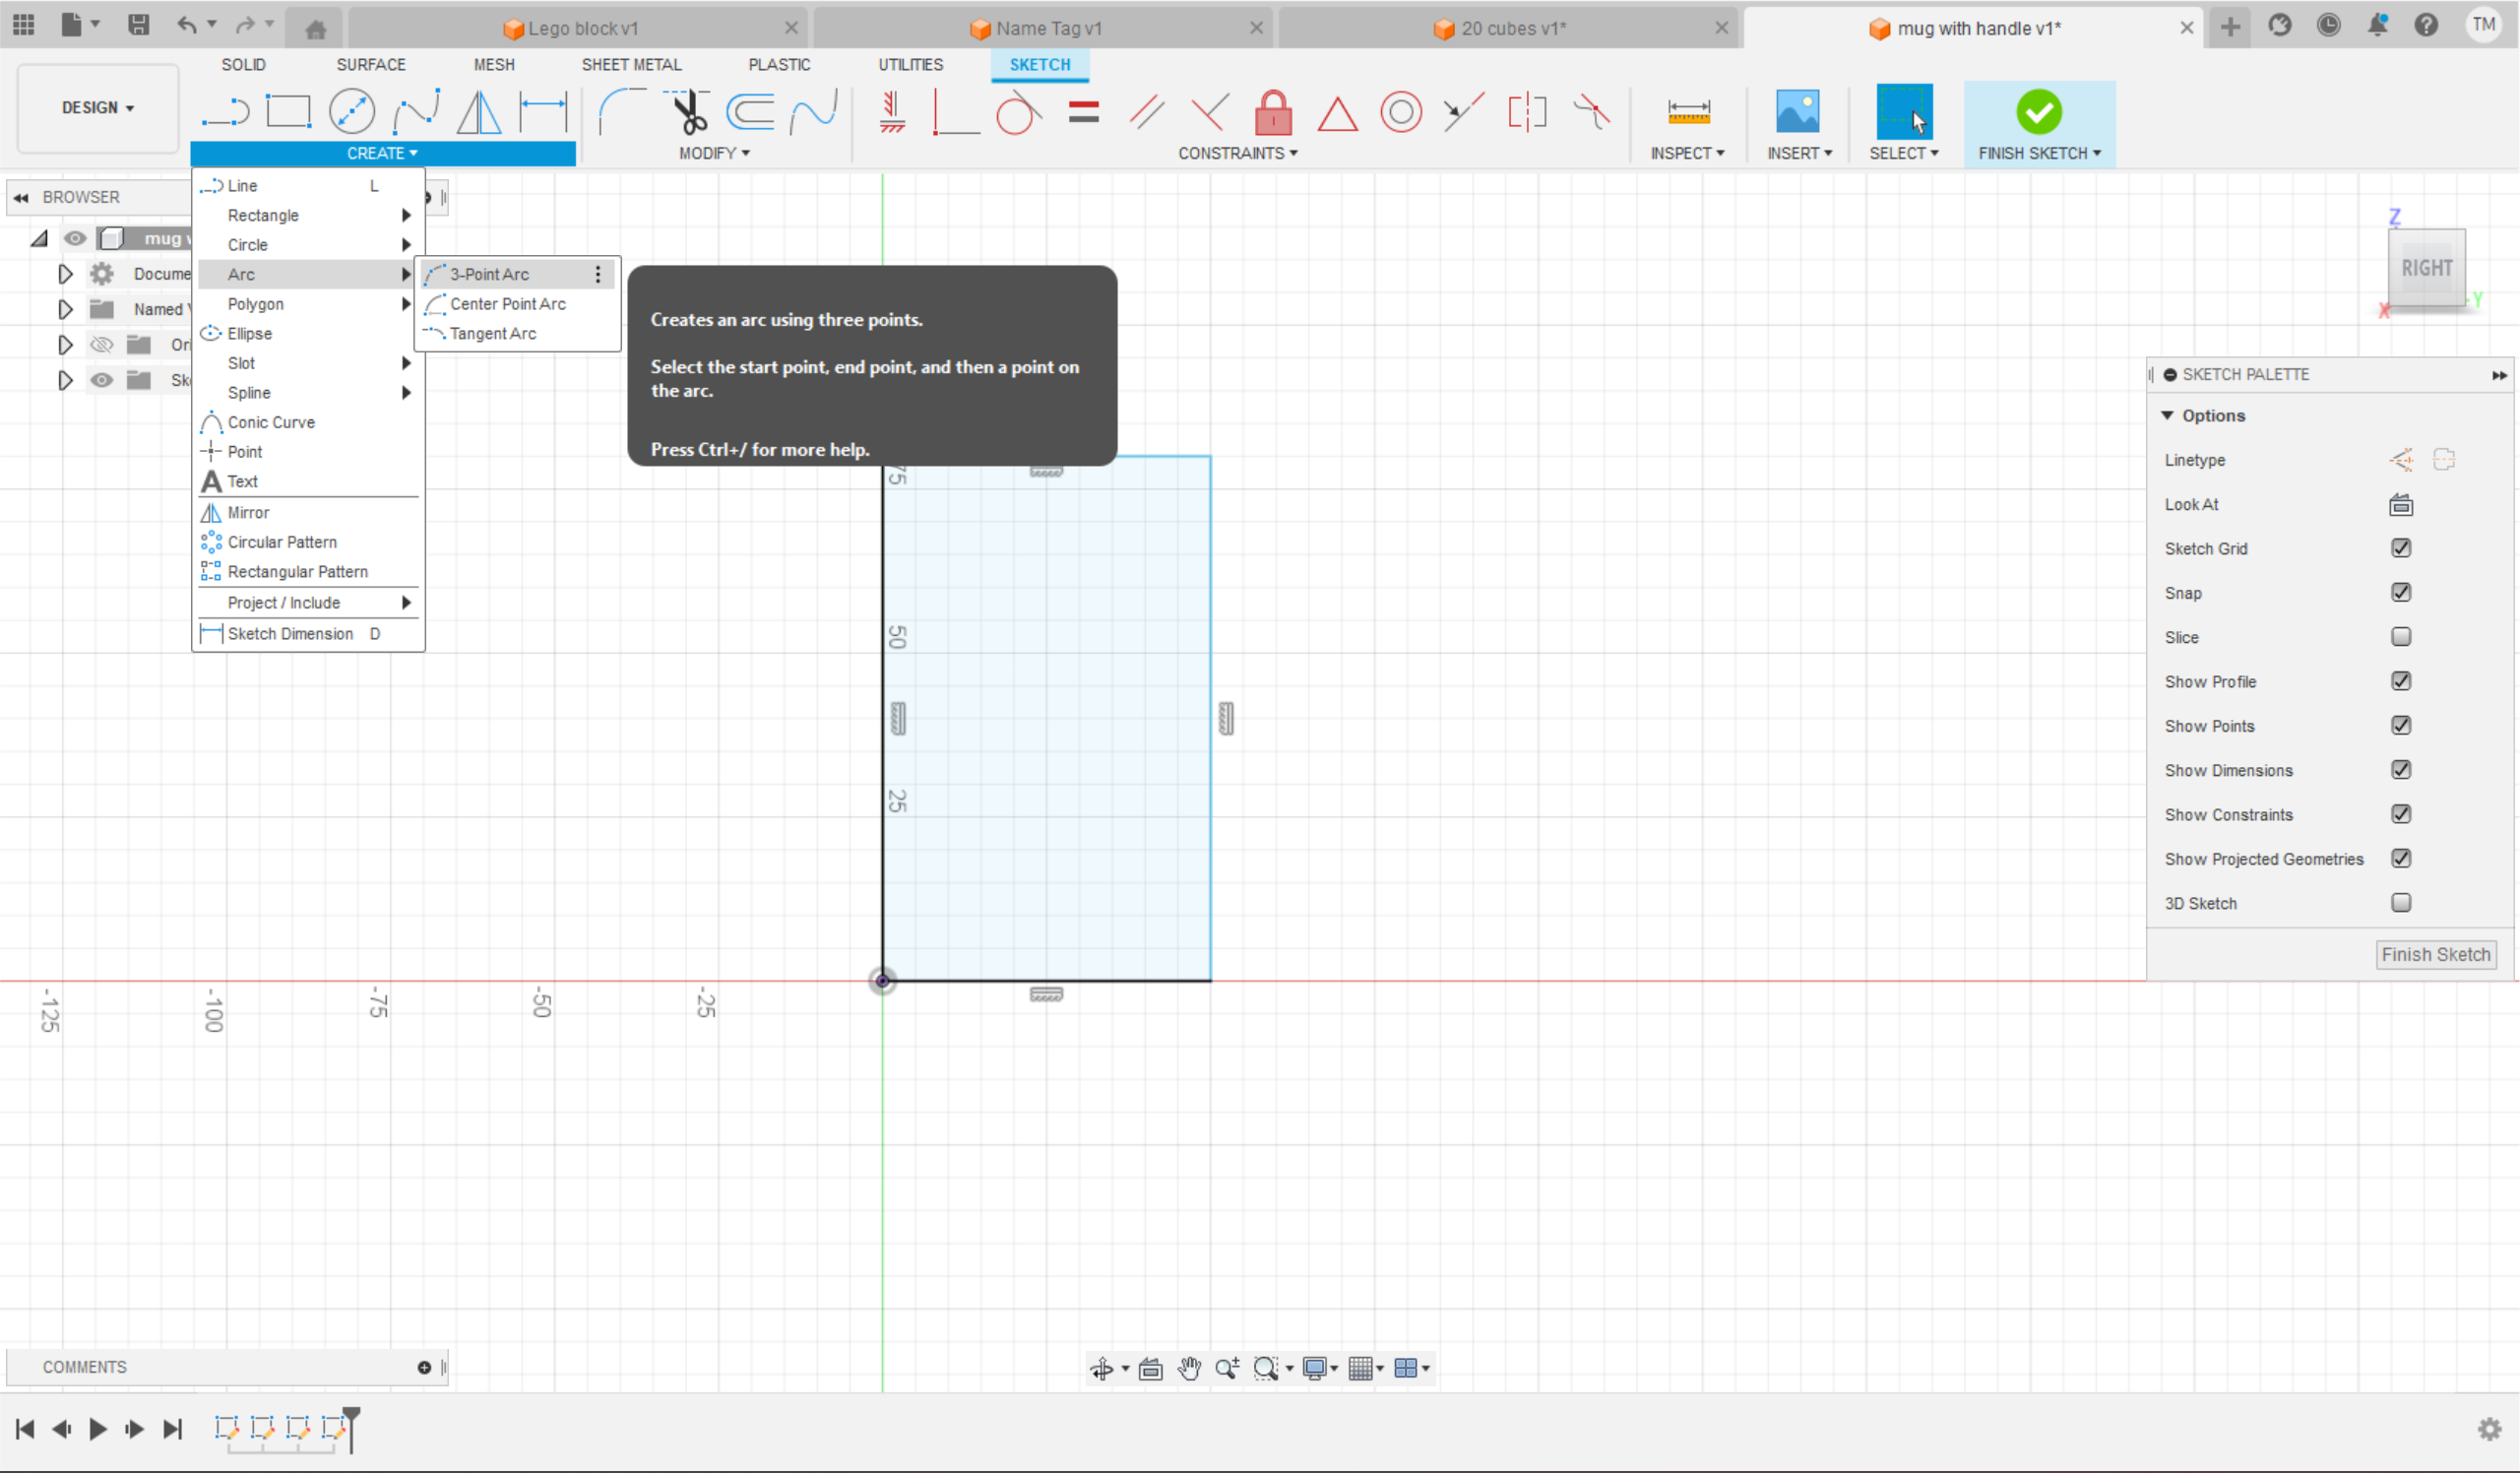 Lego block v1
Name Tag v1
20 cubes v1*
mug with handle v1*
TM
SOLID
SURFACE
MESH
SHEET METAL
PLASTIC
UTILITIES
SKETCH
DESIGN
CREATE
MODIFY
CONSTRAINTS
INSPECT
INSERT
SELECT
FINISH SKETCH
BROWSER
mug
Docume
Named
Ori
Sk
Line L
Rectangle
Circle
Arc
Polygon
Ellipse
Slot
Spline
Conic Curve
Point
Text
Mirror
Circular Pattern
Rectangular Pattern
Project / Include
Sketch Dimension D
3-Point Arc
Center Point Arc
Tangent Arc
Creates an arc using three points.
Select the start point, end point, and then a point on
the arc.
Press Ctrl+/ for more help.
Z
RIGHT
X
Y
75
50
25
-125
-100
-75
-50
-25
SKETCH PALETTE
Options
Linetype
Look At
Sketch Grid
Snap
Slice
Show Profile
Show Points
Show Dimensions
Show Constraints
Show Projected Geometries
3D Sketch
Finish Sketch
COMMENTS